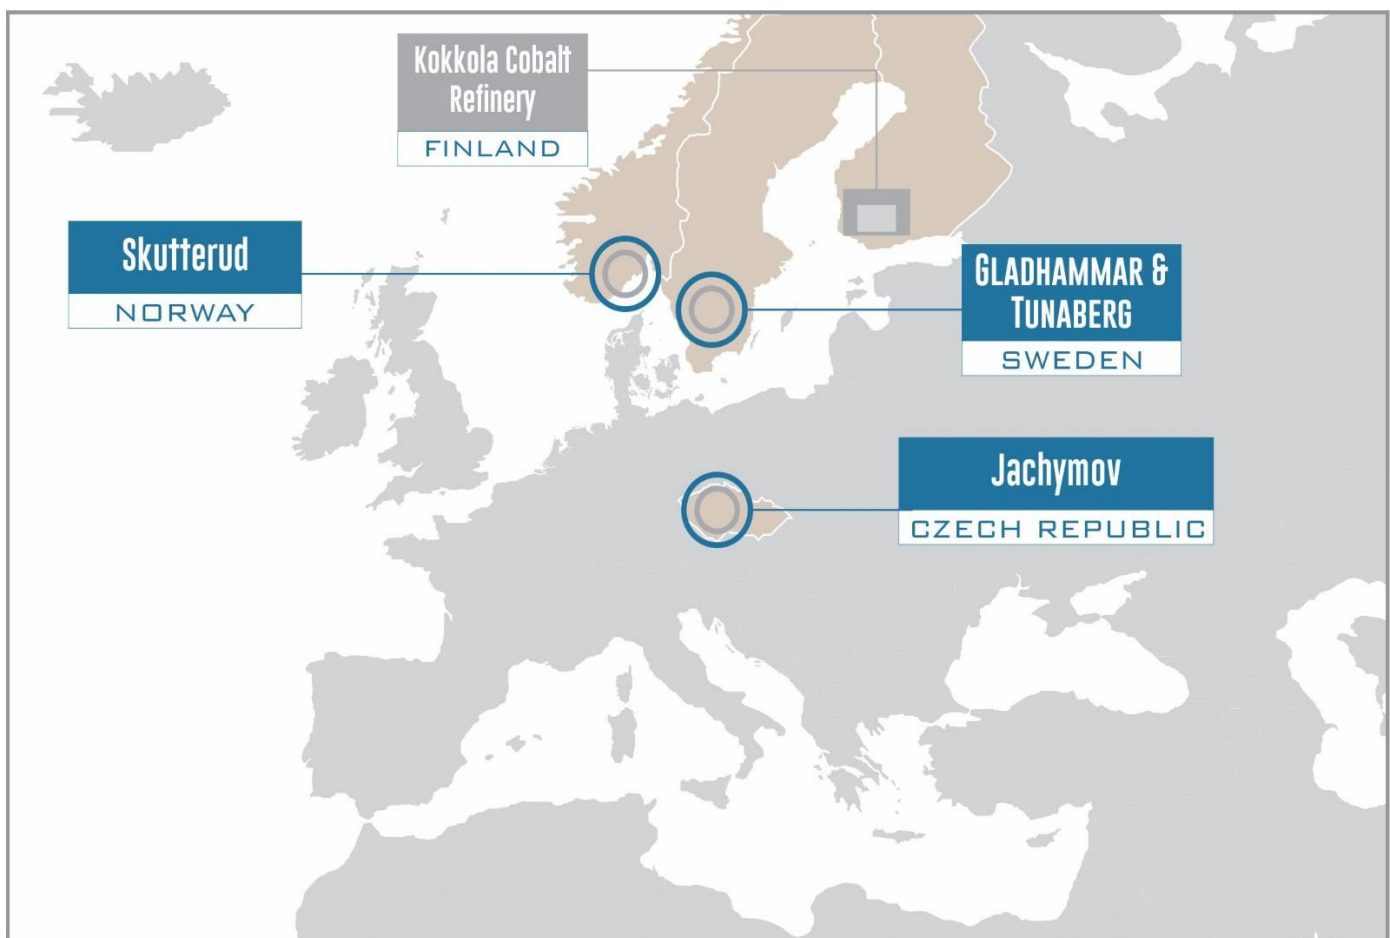 Kokkola Cobalt
Refinery
FINLAND
Skutterud
NORWAY
GLADHAMMAR &
TUNABERG
SWEDEN
Jachymov
CZECH REPUBLIC